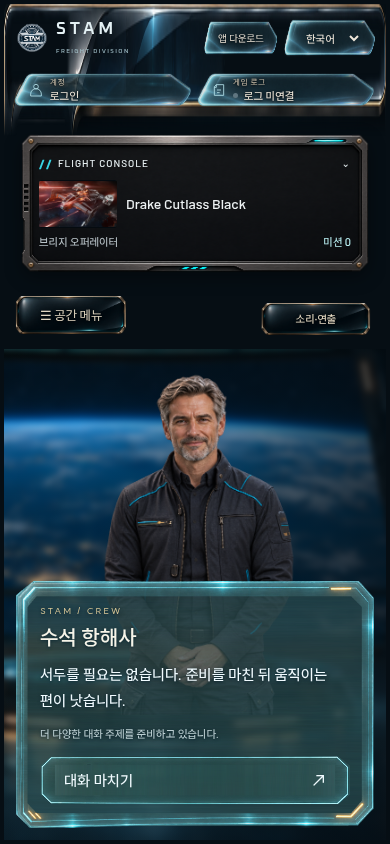 STAM
STAM
FREIGHT DIVISION
앱 다운로드
한국어
계정
로그인
게임 로그
로그 미연결
// FLIGHT CONSOLE
Drake Cutlass Black
브리지 오퍼레이터
미션 0
☰ 공간 메뉴
소리·연출
STAM / CREW
수석 항해사
서두를 필요는 없습니다. 준비를 마친 뒤 움직이는
편이 낫습니다.
더 다양한 대화 주제를 준비하고 있습니다.
대화 마치기